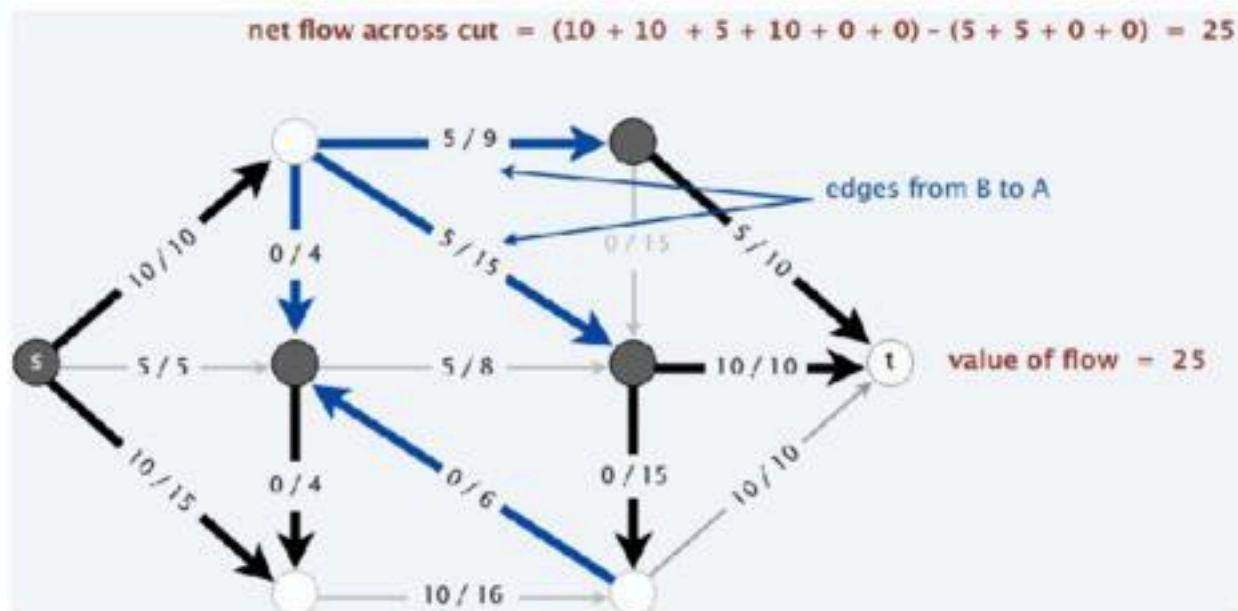 net flow across cut = (10 + 10 + 5 + 10 + 0 + 0) – (5 + 5 + 0 + 0) = 25
5 / 9
edges from B to A
10 / 10
0 / 4
5 / 15
0 / 15
5 / 10
s
5 / 5
5 / 8
10 / 10
t
value of flow = 25
10 / 15
0 / 4
0 / 6
0 / 15
10 / 10
10 / 16